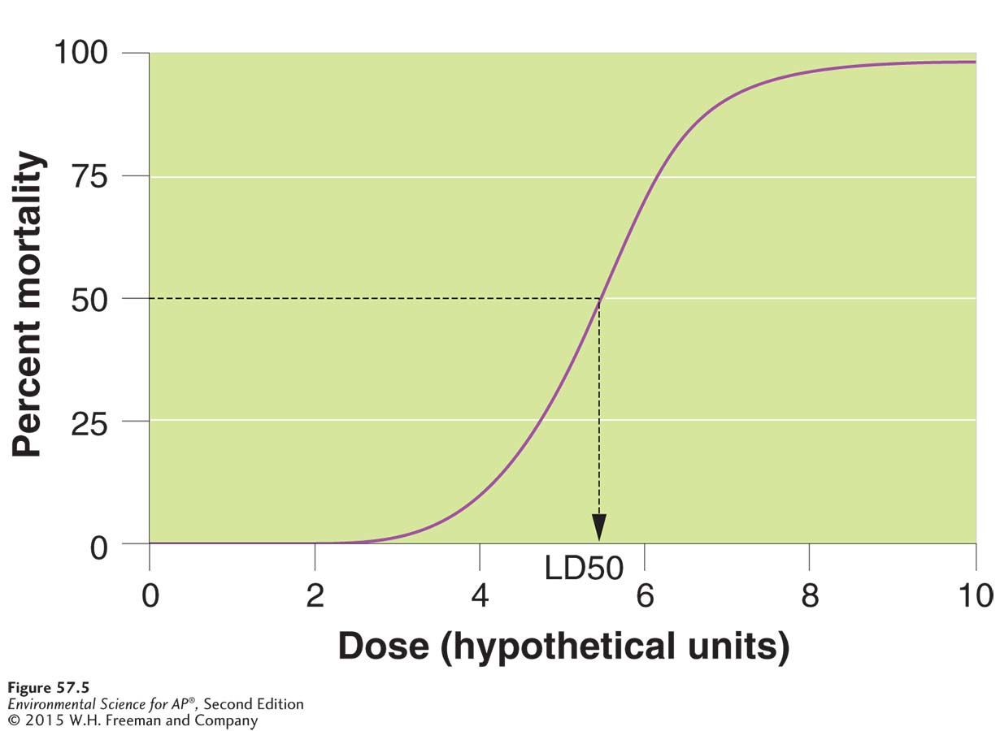 100
75
50
25
0
Percent mortality
LD50
0 2 4 6 8 10
Dose (hypothetical units)
Figure 57.5
Environmental Science for AP®, Second Edition
© 2015 W.H. Freeman and Company